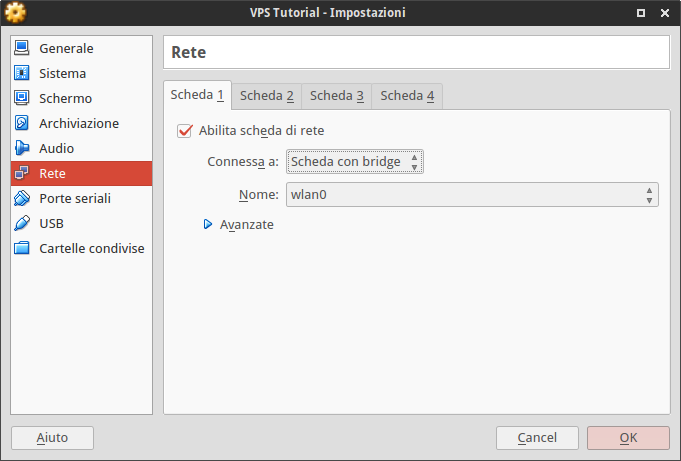 VPS Tutorial - Impostazioni
Generale
Sistema
Schermo
Archiviazione
Audio
Rete
Porte seriali
USB
Cartelle condivise
Rete
Scheda 1 Scheda 2 Scheda 3 Scheda 4
Abilita scheda di rete
Connessa a: Scheda con bridge
Nome: wlan0
Avanzate
Aiuto Cancel OK